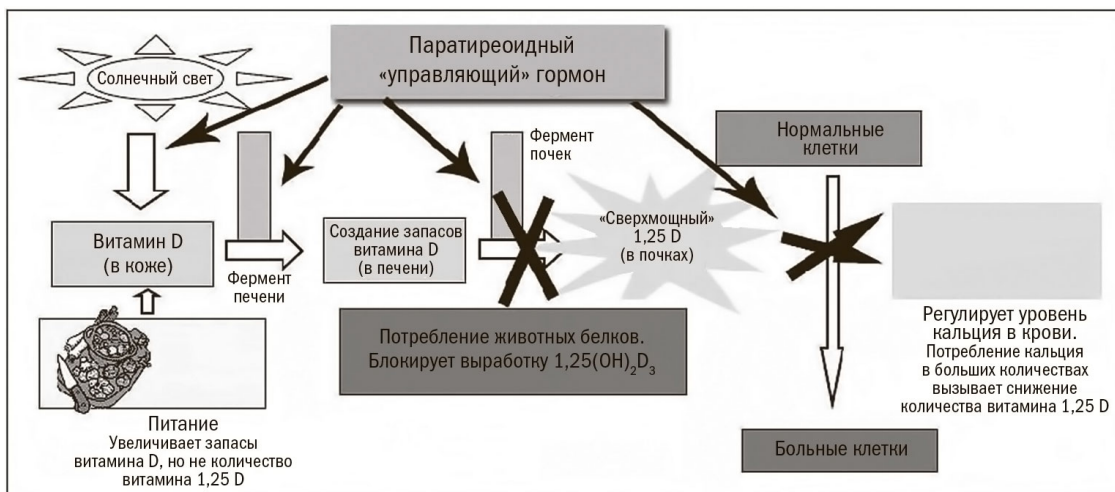 Паратиреоидный
«управляющий» гормон
Солнечный свет
Фермент
почек
Нормальные
клетки
Витамин D
(в коже)
Фермент
печени
Создание запасов
витамина D
(в печени)
«Сверхмощный»
1,25 D
(в почках)
Потребление животных белков.
Блокирует выработку 1,25(OH)₂D₃
Регулирует уровень
кальция в крови.
Потребление кальция
в больших количествах
вызывает снижение
количества витамина 1,25 D
Питание
Увеличивает запасы
витамина D, но не количество
витамина 1,25 D
Больные клетки